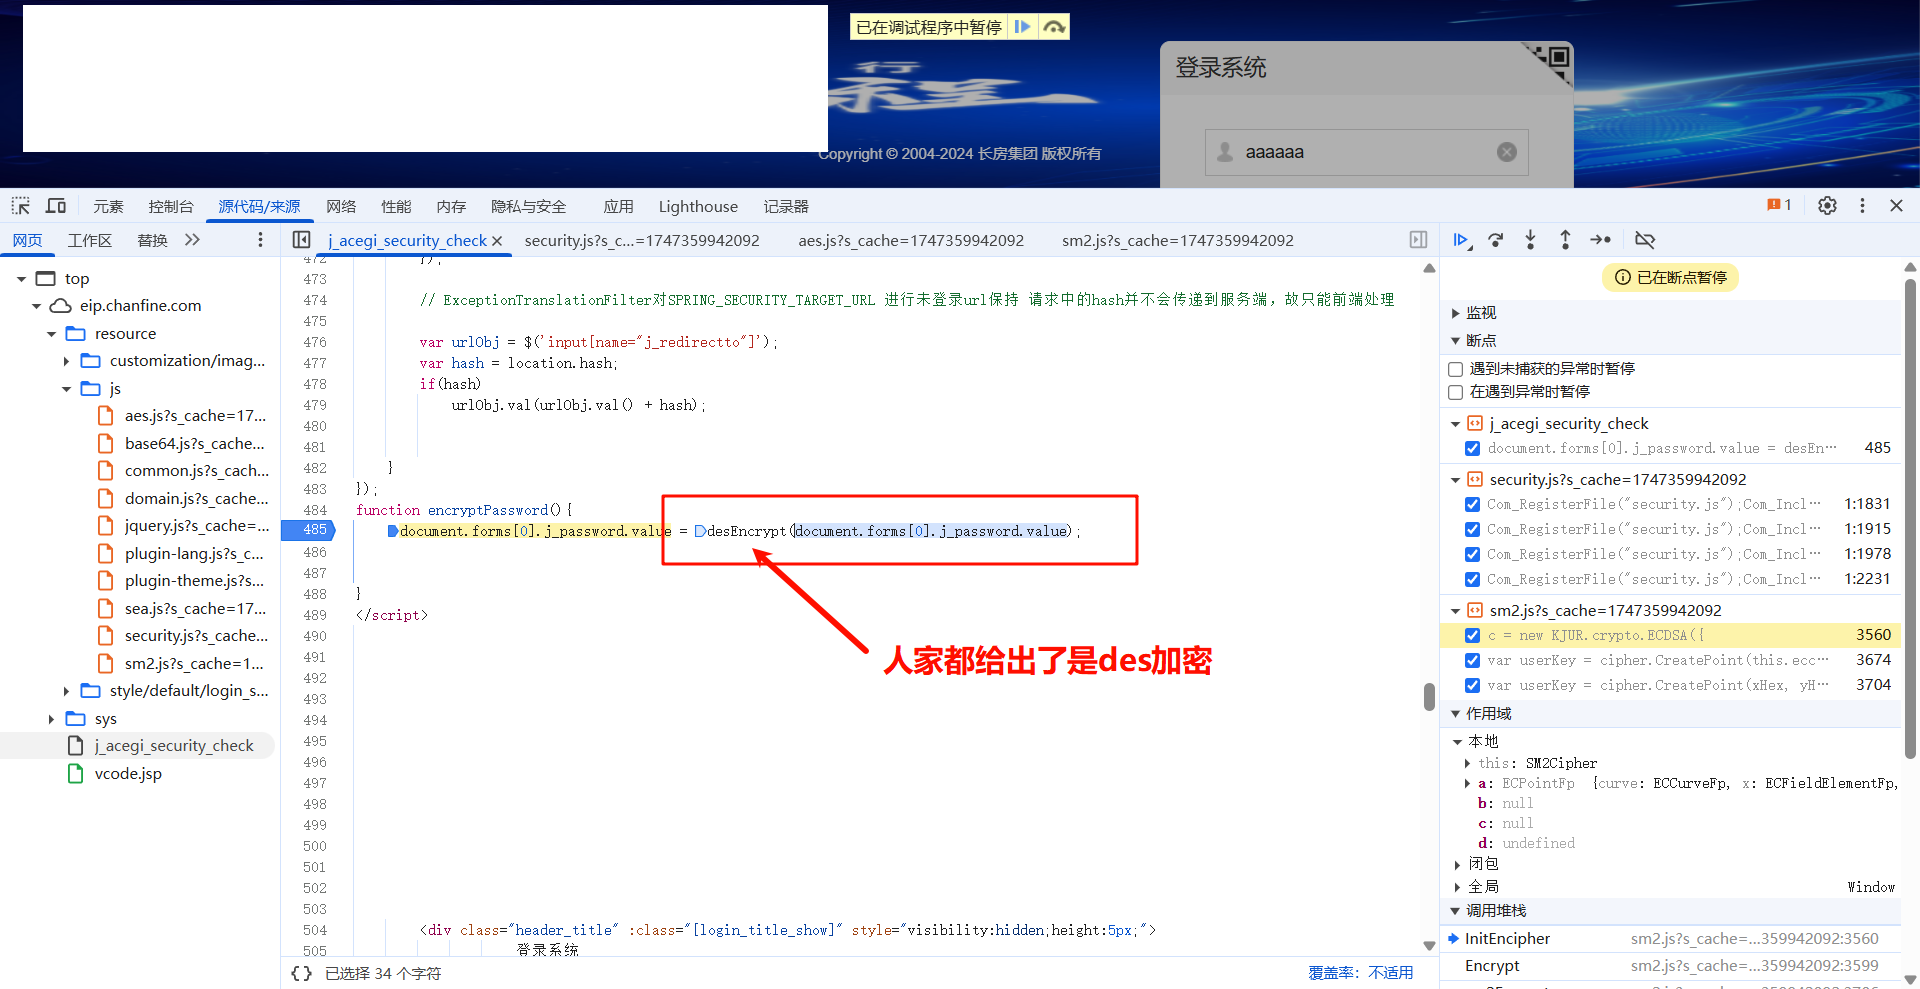 已在调试程序中暂停
登录系统
Copyright © 2004-2024 长房集团 版权所有
aaaaaa
元素 控制台 源代码/来源 网络 性能 内存 隐私与安全 应用 Lighthouse 记录器 1
网页 工作区 替换
j_acegi_security_check security.js?s_c...=1747359942092 aes.js?s_cache=1747359942092 sm2.js?s_cache=1747359942092
top
eip.chanfine.com
resource
customization/imag...
js
aes.js?s_cache=17...
base64.js?s_cache...
common.js?s_cach...
domain.js?s_cache...
jquery.js?s_cache=...
plugin-lang.js?s_c...
plugin-theme.js?s...
sea.js?s_cache=17...
security.js?s_cache...
sm2.js?s_cache=1...
style/default/login_s...
sys
j_acegi_security_check
vcode.jsp
472 });
473
474 // ExceptionTranslationFilter对SPRING_SECURITY_TARGET_URL 进行未登录url保持 请求中的hash并不会传递到服务端，故只能前端处理
475
476 var urlObj = $('input[name="j_redirectto"]');
477 var hash = location.hash;
478 if(hash)
479 urlObj.val(urlObj.val() + hash);
480
481
482 }
483 });
484 function encryptPassword(){
485 document.forms[0].j_password.value = desEncrypt(document.forms[0].j_password.value);
486
487
488 }
489 </script>
490
491
492
493
494
495
496
497
498
499
500
501
502
503
504 <div class="header_title" :class="[login_title_show]" style="visibility:hidden;height:5px;">
505 登录系统
人家都给出了是des加密
{ } 已选择 34 个字符
覆盖率：不适用
已在断点暂停
监视
断点
遇到未捕获的异常时暂停
在遇到异常时暂停
j_acegi_security_check
document.forms[0].j_password.value = desEn… 485
security.js?s_cache=1747359942092
Com_RegisterFile("security.js");Com_Incl… 1:1831
Com_RegisterFile("security.js");Com_Incl… 1:1915
Com_RegisterFile("security.js");Com_Incl… 1:1978
Com_RegisterFile("security.js");Com_Incl… 1:2231
sm2.js?s_cache=1747359942092
c = new KJUR.crypto.ECDSA({ 3560
var userKey = cipher.CreatePoint(this.ecc… 3674
var userKey = cipher.CreatePoint(xHex, yH… 3704
作用域
本地
this: SM2Cipher
a: ECPointFp {curve: ECCurveFp, x: ECFieldElementFp,
b: null
c: null
d: undefined
闭包
全局 Window
调用堆栈
InitEncipher sm2.js?s_cache=...359942092:3560
Encrypt sm2.js?s_cache=...359942092:3599